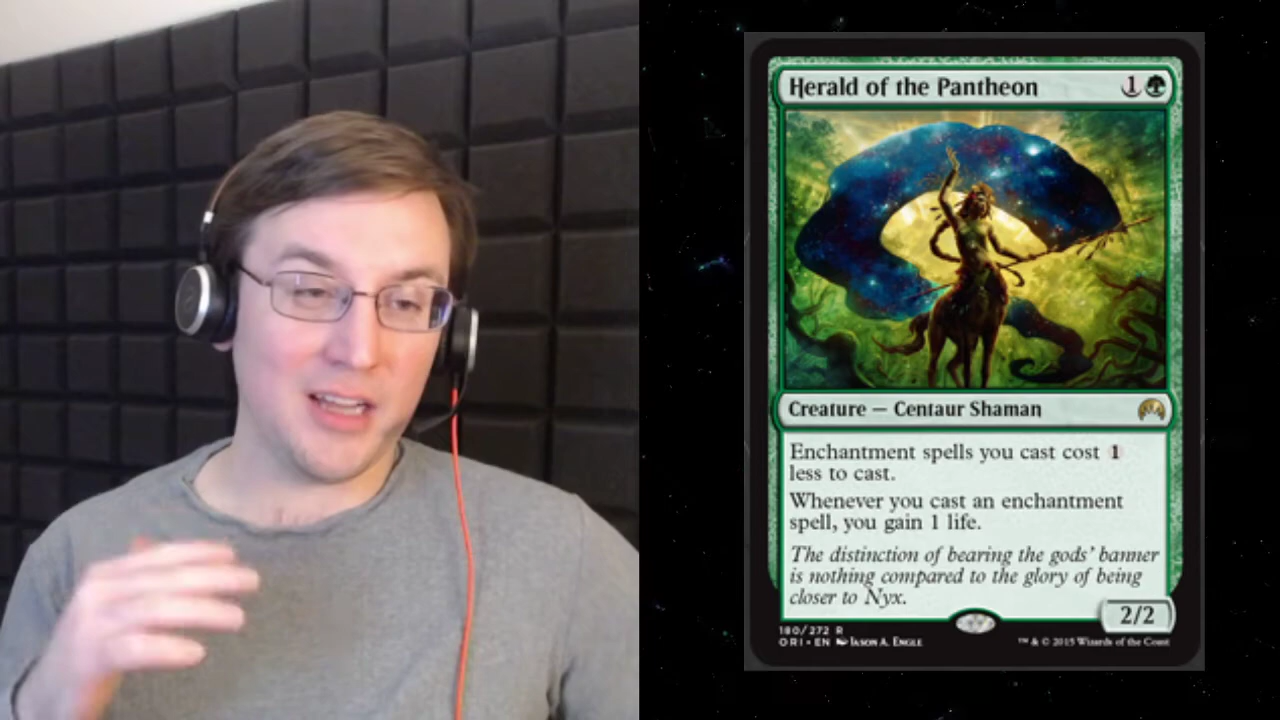 Herald of the Pantheon 1
Creature — Centaur Shaman
Enchantment spells you cast cost 1
less to cast.
Whenever you cast an enchantment
spell, you gain 1 life.
The distinction of bearing the gods' banner
is nothing compared to the glory of being
closer to Nyx.
2/2
180/272 R
ORI • EN Jason A. Engle
™ & © 2015 Wizards of the Coast